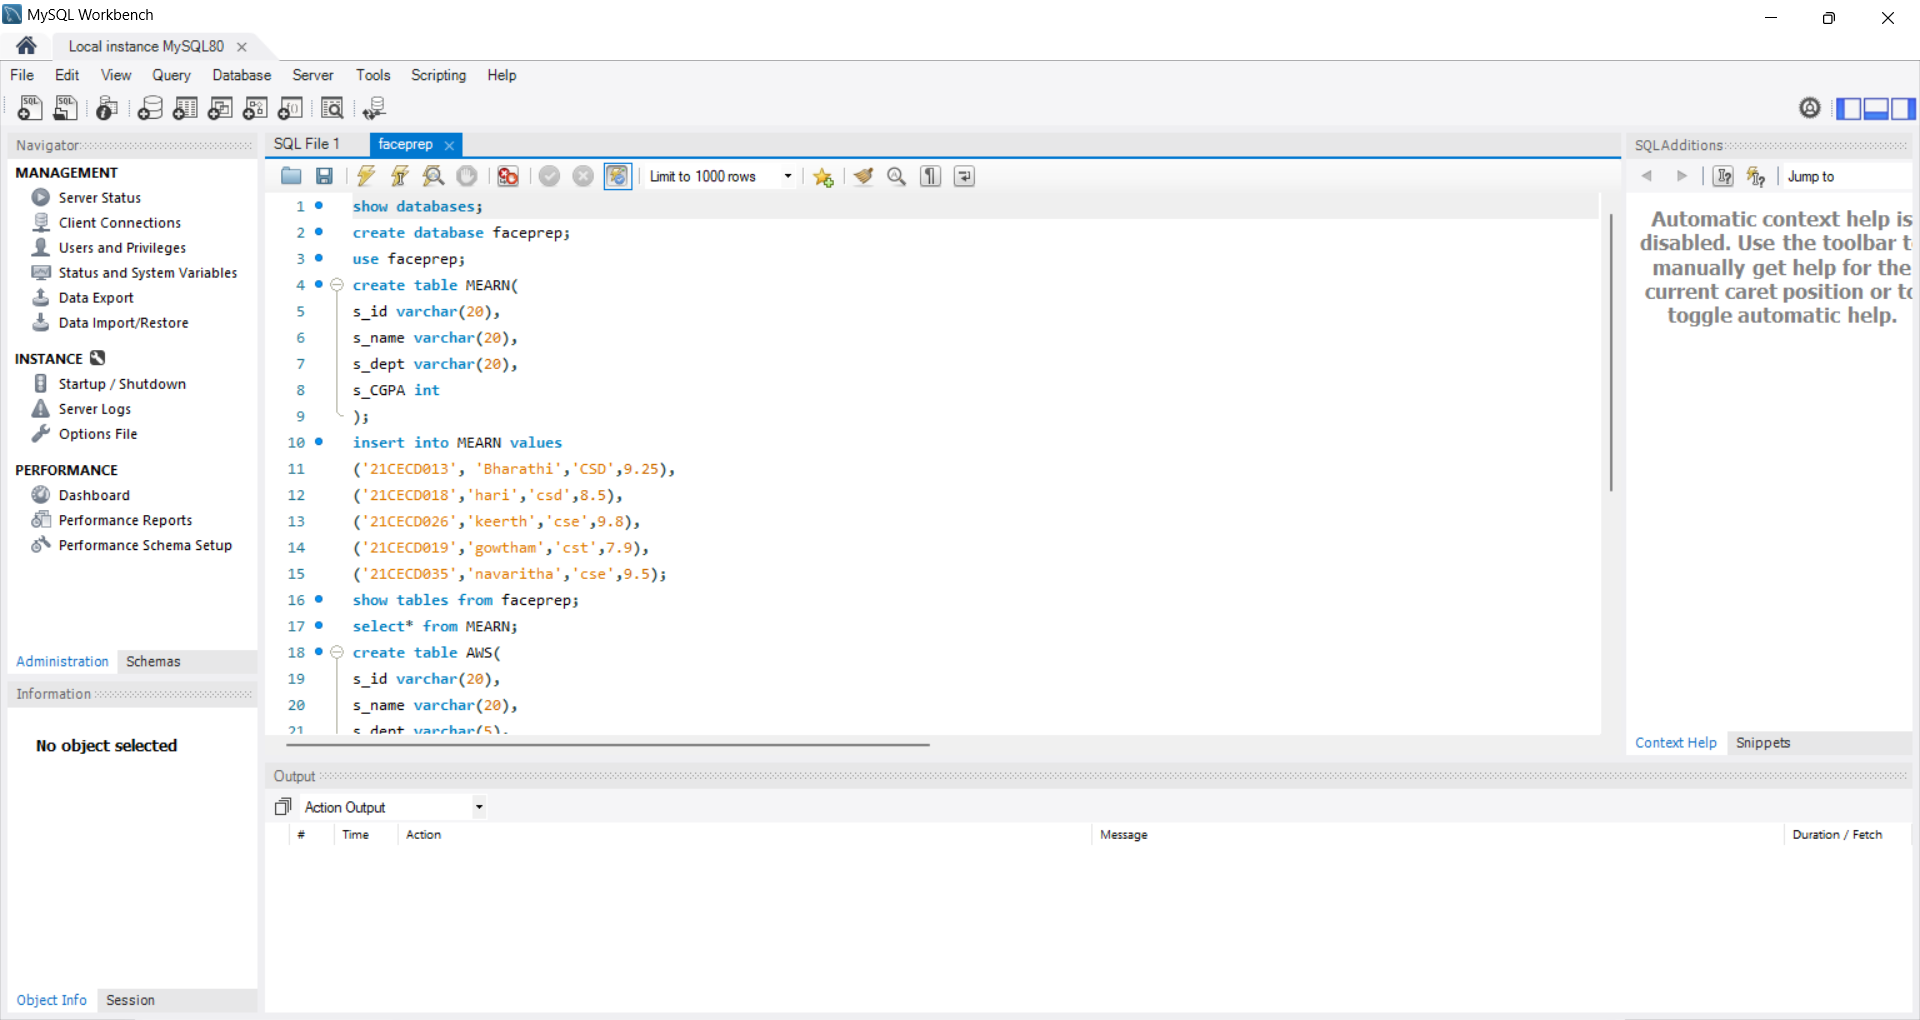 MySQL Workbench
Local instance MySQL80
File Edit View Query Database Server Tools Scripting Help
Navigator
MANAGEMENT
Server Status
Client Connections
Users and Privileges
Status and System Variables
Data Export
Data Import/Restore
INSTANCE
Startup / Shutdown
Server Logs
Options File
PERFORMANCE
Dashboard
Performance Reports
Performance Schema Setup
Administration Schemas
Information
No object selected
Object Info Session
SQL File 1 faceprep
Limit to 1000 rows
1 show databases;
2 create database faceprep;
3 use faceprep;
4 create table MEARN(
5 s_id varchar(20),
6 s_name varchar(20),
7 s_dept varchar(20),
8 s_CGPA int
9 );
10 insert into MEARN values
11 ('21CECD013', 'Bharathi','CSD',9.25),
12 ('21CECD018','hari','csd',8.5),
13 ('21CECD026','keerth','cse',9.8),
14 ('21CECD019','gowtham','cst',7.9),
15 ('21CECD035','navaritha','cse',9.5);
16 show tables from faceprep;
17 select* from MEARN;
18 create table AWS(
19 s_id varchar(20),
20 s_name varchar(20),
21 s_dept varchar(5),
SQLAdditions
Jump to
Automatic context help is
disabled. Use the toolbar t
manually get help for the
current caret position or to
toggle automatic help.
Context Help Snippets
Output
Action Output
# Time Action Message Duration / Fetch